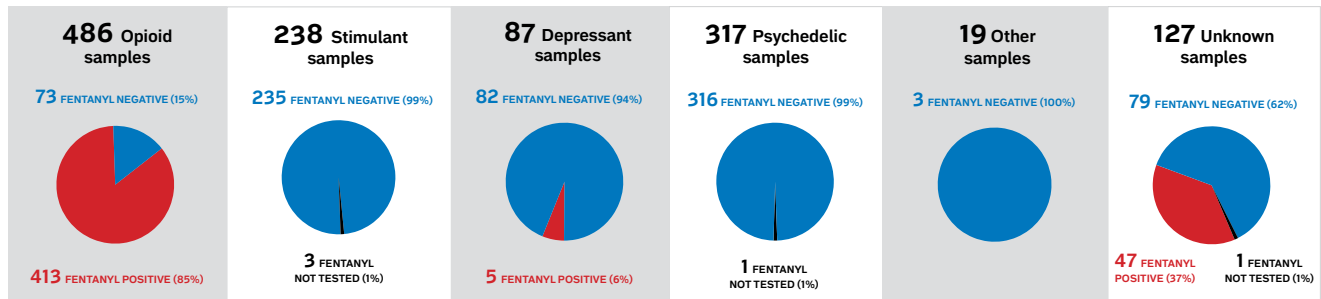 486 Opioid
samples
73 FENTANYL NEGATIVE (15%)
413 FENTANYL POSITIVE (85%)
238 Stimulant
samples
235 FENTANYL NEGATIVE (99%)
3 FENTANYL
NOT TESTED (1%)
87 Depressant
samples
82 FENTANYL NEGATIVE (94%)
5 FENTANYL POSITIVE (6%)
317 Psychedelic
samples
316 FENTANYL NEGATIVE (99%)
1 FENTANYL
NOT TESTED (1%)
19 Other
samples
3 FENTANYL NEGATIVE (100%)
127 Unknown
samples
79 FENTANYL NEGATIVE (62%)
47 FENTANYL
POSITIVE (37%)
1 FENTANYL
NOT TESTED (1%)